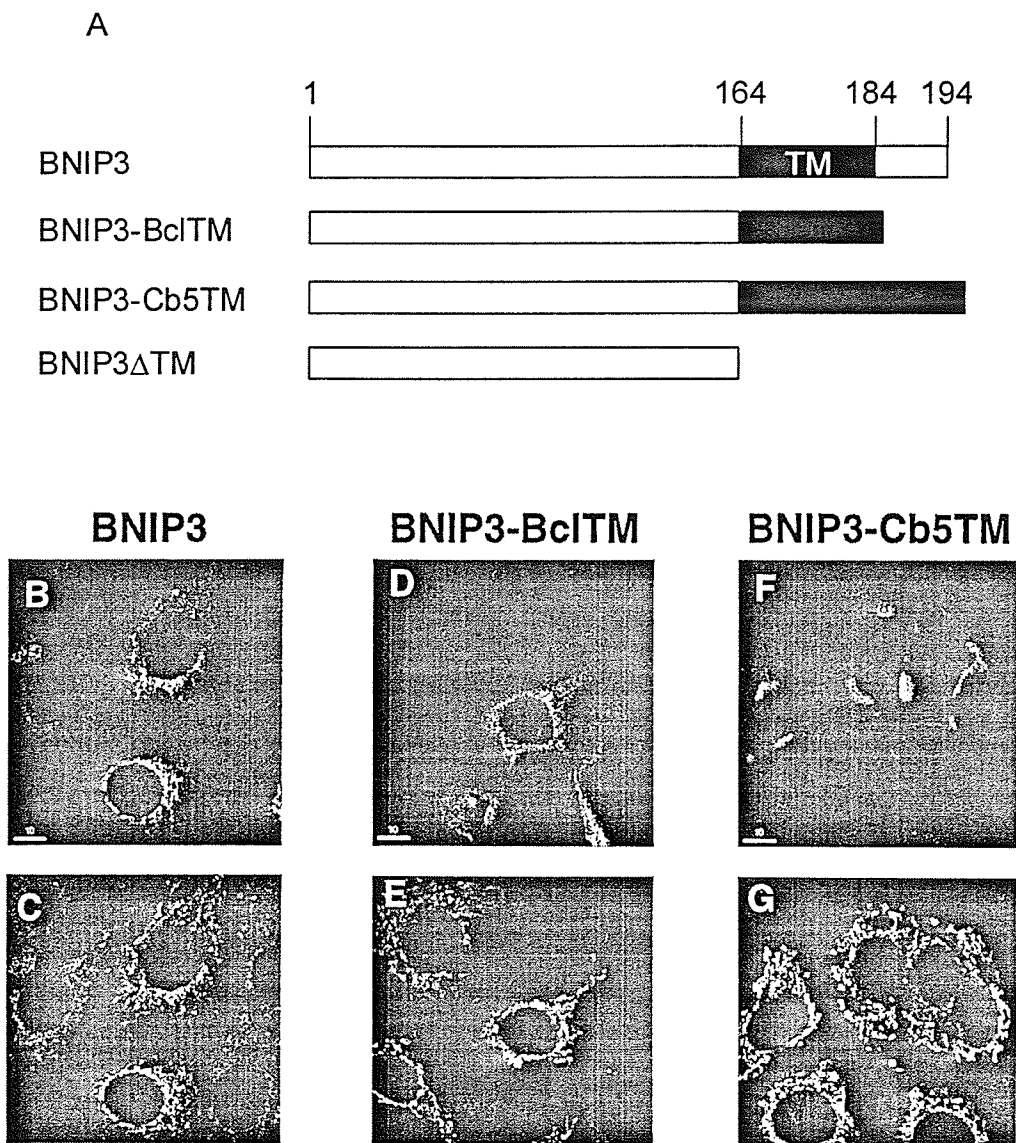 A
1 164 184 194
BNIP3 TM
BNIP3-BclTM
BNIP3-Cb5TM
BNIP3ΔTM
BNIP3 BNIP3-BclTM BNIP3-Cb5TM
B D F
C E G